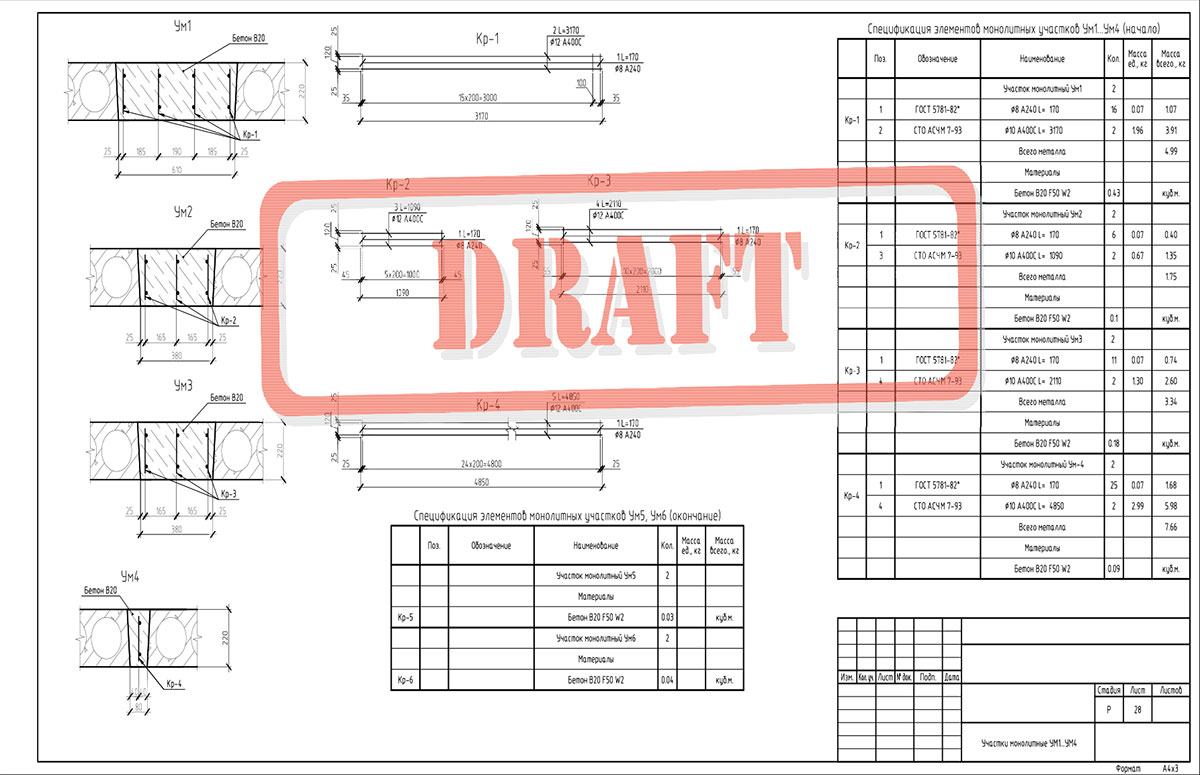 Ум1
Бетон В20
Кр-1
25 185 190 185 25
610
220
Кр-1
2 L=3170
Ø12 А400С
1 L=170
Ø8 А240
25
120
25
100
35 15х200=3000 35
3170
Ум2
Бетон В20
Кр-2
25 165 165 25
380
Кр-2
3 L=1090
Ø12 А400С
1 L=170
Ø8 А240
25
120
25
45 5х200=1000 45
1090
Кр-3
4 L=2110
Ø12 А400С
1 L=170
Ø8 А240
25
120
25
55 10х200=2000 55
2110
DRAFT
Ум3
Бетон В20
Кр-3
25 165 165 25
380
220
Кр-4
5 L=4850
Ø12 А400С
1 L=170
Ø8 А240
25
120
25
25 24х200=4800 25
4850
Ум4
Бетон В20
Кр-4
80
220
Спецификация элементов монолитных участков Ум1...Ум4 (начало)
Поз. Обозначение Наименование Кол. Масса ед., кг Масса всего., кг
Участок монолитный Ум1 2
Кр-1
1 ГОСТ 5781-82* Ø8 А240 L= 170 16 0.07 1.07
2 СТО АСЧМ 7-93 Ø10 А400С L= 3170 2 1.96 3.91
Всего металла 4.99
Материалы
Бетон В20 F50 W2 0.43 куб.м.
Участок монолитный Ум2 2
Кр-2
1 ГОСТ 5781-82* Ø8 А240 L= 170 6 0.07 0.40
3 СТО АСЧМ 7-93 Ø10 А400С L= 1090 2 0.67 1.35
Всего металла 1.75
Материалы
Бетон В20 F50 W2 0.1 куб.м.
Участок монолитный Ум3 2
Кр-3
1 ГОСТ 5781-82* Ø8 А240 L= 170 11 0.07 0.74
4 СТО АСЧМ 7-93 Ø10 А400С L= 2110 2 1.30 2.60
Всего металла 3.34
Материалы
Бетон В20 F50 W2 0.18 куб.м.
Участок монолитный Ум-4 2
Кр-4
1 ГОСТ 5781-82* Ø8 А240 L= 170 25 0.07 1.68
4 СТО АСЧМ 7-93 Ø10 А400С L= 4850 2 2.99 5.98
Всего металла 7.66
Материалы
Бетон В20 F50 W2 0.09 куб.м.
Спецификация элементов монолитных участков Ум5, Ум6 (окончание)
Поз. Обозначение Наименование Кол. Масса ед., кг Масса всего., кг
Участок монолитный Ум5 2
Материалы
Кр-5 Бетон В20 F50 W2 0.03 куб.м.
Участок монолитный Ум6 2
Материалы
Кр-6 Бетон В20 F50 W2 0.04 куб.м.
Изм. Кол.уч. Лист № док. Подп. Дата
Стадия Лист Листов
Р 28
Участки монолитные УМ1...УМ4
Формат А4х3